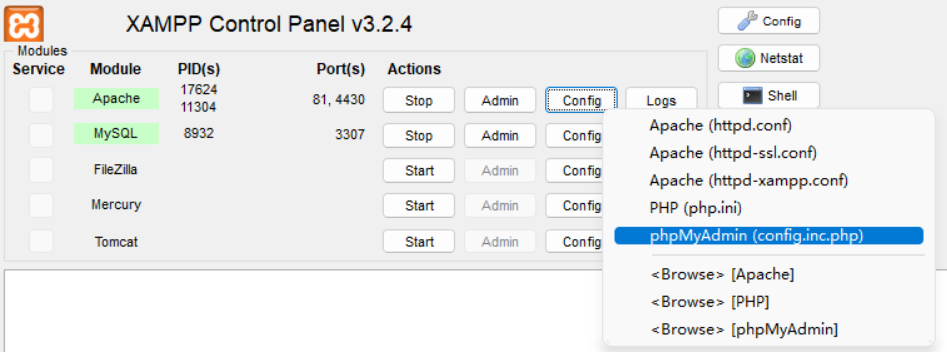 XAMPP Control Panel v3.2.4
Config
Netstat
Shell
Modules
Service Module PID(s) Port(s) Actions
Apache 17624 11304 81, 4430 Stop Admin Config Logs
MySQL 8932 3307 Stop Admin Config
FileZilla Start Admin Config
Mercury Start Admin Config
Tomcat Start Admin Config
Apache (httpd.conf)
Apache (httpd-ssl.conf)
Apache (httpd-xampp.conf)
PHP (php.ini)
phpMyAdmin (config.inc.php)
<Browse> [Apache]
<Browse> [PHP]
<Browse> [phpMyAdmin]